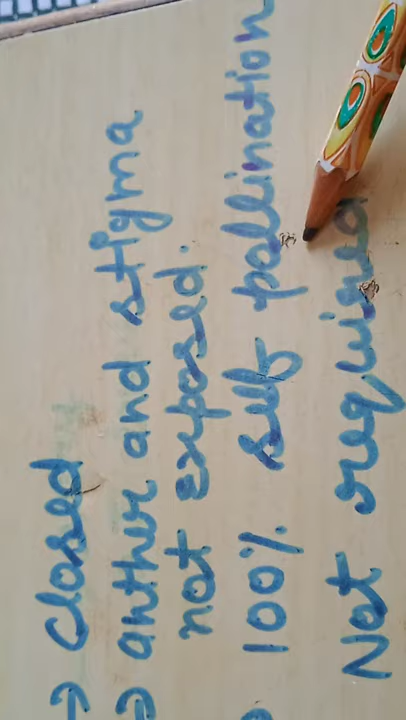 → Closed
→ anther and stigma
not exposed.
→ 100% self pollination
Not required